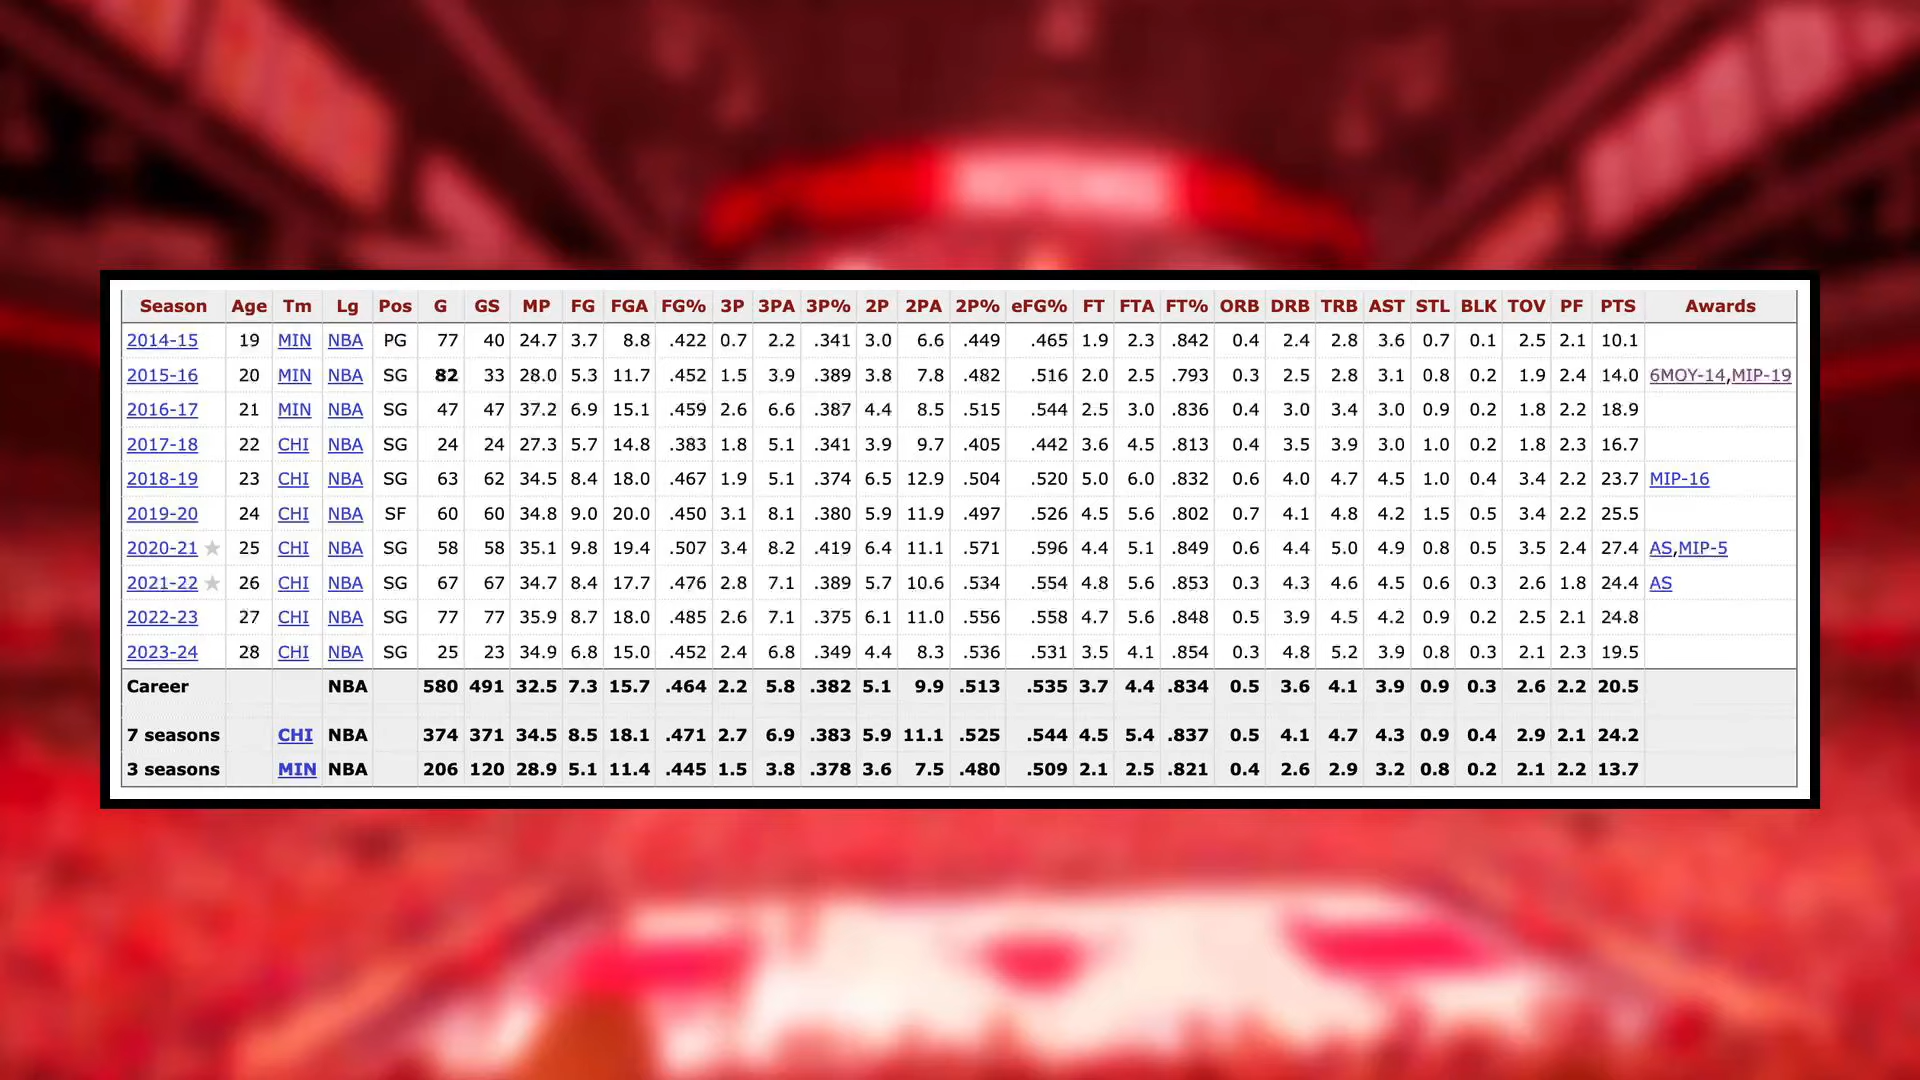 Season Age Tm Lg Pos G GS MP FG FGA FG% 3P 3PA 3P% 2P 2PA 2P% eFG% FT FTA FT% ORB DRB TRB AST STL BLK TOV PF PTS Awards
2014-15 19 MIN NBA PG 77 40 24.7 3.7 8.8 .422 0.7 2.2 .341 3.0 6.6 .449 .465 1.9 2.3 .842 0.4 2.4 2.8 3.6 0.7 0.1 2.5 2.1 10.1
2015-16 20 MIN NBA SG 82 33 28.0 5.3 11.7 .452 1.5 3.9 .389 3.8 7.8 .482 .516 2.0 2.5 .793 0.3 2.5 2.8 3.1 0.8 0.2 1.9 2.4 14.0 6MOY-14,MIP-19
2016-17 21 MIN NBA SG 47 47 37.2 6.9 15.1 .459 2.6 6.6 .387 4.4 8.5 .515 .544 2.5 3.0 .836 0.4 3.0 3.4 3.0 0.9 0.2 1.8 2.2 18.9
2017-18 22 CHI NBA SG 24 24 27.3 5.7 14.8 .383 1.8 5.1 .341 3.9 9.7 .405 .442 3.6 4.5 .813 0.4 3.5 3.9 3.0 1.0 0.2 1.8 2.3 16.7
2018-19 23 CHI NBA SG 63 62 34.5 8.4 18.0 .467 1.9 5.1 .374 6.5 12.9 .504 .520 5.0 6.0 .832 0.6 4.0 4.7 4.5 1.0 0.4 3.4 2.2 23.7 MIP-16
2019-20 24 CHI NBA SF 60 60 34.8 9.0 20.0 .450 3.1 8.1 .380 5.9 11.9 .497 .526 4.5 5.6 .802 0.7 4.1 4.8 4.2 1.5 0.5 3.4 2.2 25.5
2020-21 ★ 25 CHI NBA SG 58 58 35.1 9.8 19.4 .507 3.4 8.2 .419 6.4 11.1 .571 .596 4.4 5.1 .849 0.6 4.4 5.0 4.9 0.8 0.5 3.5 2.4 27.4 AS,MIP-5
2021-22 ★ 26 CHI NBA SG 67 67 34.7 8.4 17.7 .476 2.8 7.1 .389 5.7 10.6 .534 .554 4.8 5.6 .853 0.3 4.3 4.6 4.5 0.6 0.3 2.6 1.8 24.4 AS
2022-23 27 CHI NBA SG 77 77 35.9 8.7 18.0 .485 2.6 7.1 .375 6.1 11.0 .556 .558 4.7 5.6 .848 0.5 3.9 4.5 4.2 0.9 0.2 2.5 2.1 24.8
2023-24 28 CHI NBA SG 25 23 34.9 6.8 15.0 .452 2.4 6.8 .349 4.4 8.3 .536 .531 3.5 4.1 .854 0.3 4.8 5.2 3.9 0.8 0.3 2.1 2.3 19.5
Career NBA 580 491 32.5 7.3 15.7 .464 2.2 5.8 .382 5.1 9.9 .513 .535 3.7 4.4 .834 0.5 3.6 4.1 3.9 0.9 0.3 2.6 2.2 20.5
7 seasons CHI NBA 374 371 34.5 8.5 18.1 .471 2.7 6.9 .383 5.9 11.1 .525 .544 4.5 5.4 .837 0.5 4.1 4.7 4.3 0.9 0.4 2.9 2.1 24.2
3 seasons MIN NBA 206 120 28.9 5.1 11.4 .445 1.5 3.8 .378 3.6 7.5 .480 .509 2.1 2.5 .821 0.4 2.6 2.9 3.2 0.8 0.2 2.1 2.2 13.7